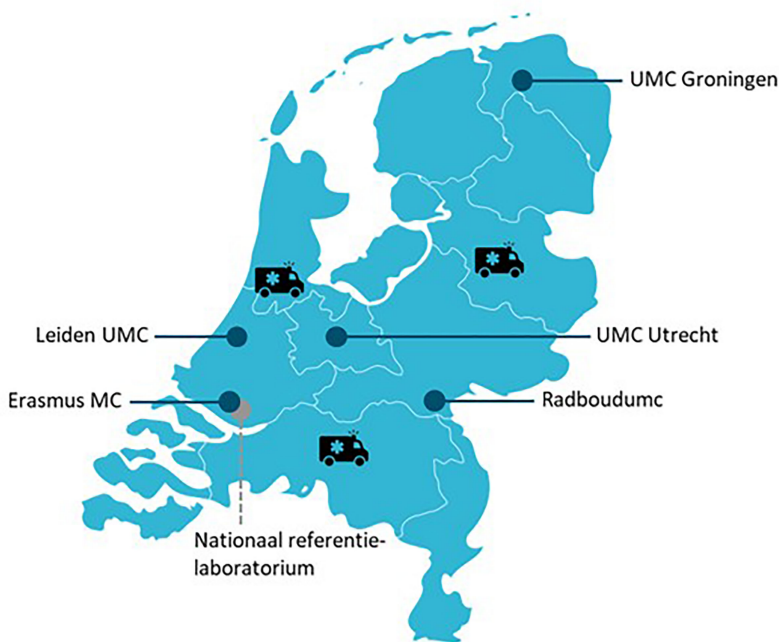 UMC Groningen
Leiden UMC
UMC Utrecht
Erasmus MC
Radboudumc
Nationaal referentie-
laboratorium